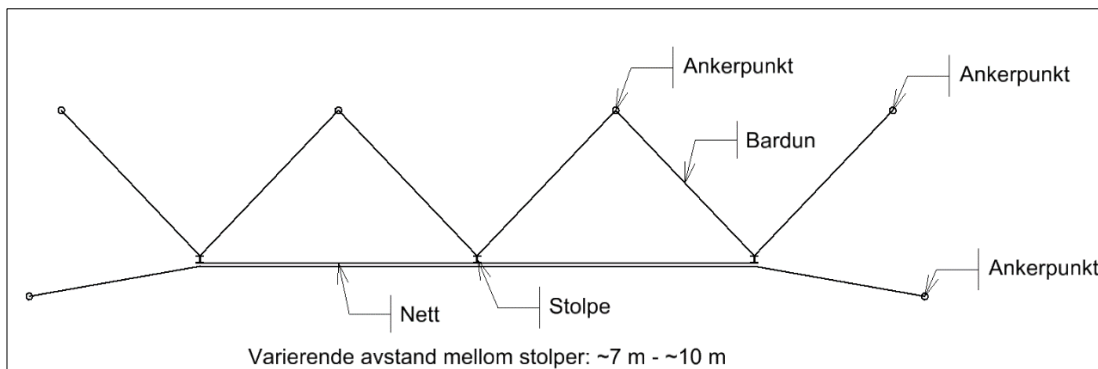 Ankerpunkt
Ankerpunkt
Bardun
Ankerpunkt
Nett
Stolpe
Varierende avstand mellom stolper: ~7 m - ~10 m